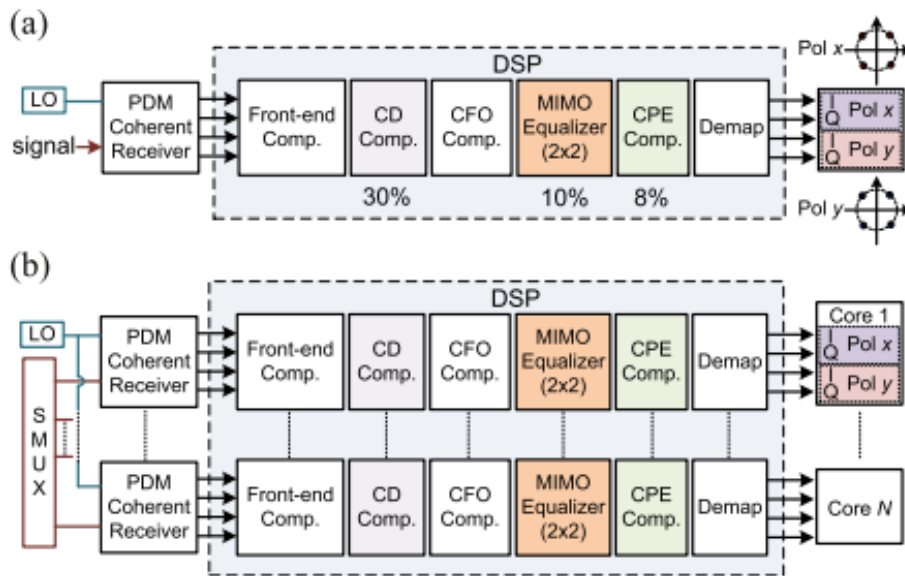 (a)
DSP
LO
signal
PDM
Coherent
Receiver
Front-end
Comp.
CD
Comp.
CFO
Comp.
MIMO
Equalizer
(2x2)
CPE
Comp.
Demap
30%
10%
8%
Pol x
I
Q
Pol x
I
Q
Pol y
Pol y
(b)
DSP
LO
SMUX
PDM
Coherent
Receiver
Front-end
Comp.
CD
Comp.
CFO
Comp.
MIMO
Equalizer
(2x2)
CPE
Comp.
Demap
Core 1
I
Q
Pol x
I
Q
Pol y
PDM
Coherent
Receiver
Front-end
Comp.
CD
Comp.
CFO
Comp.
MIMO
Equalizer
(2x2)
CPE
Comp.
Demap
Core N